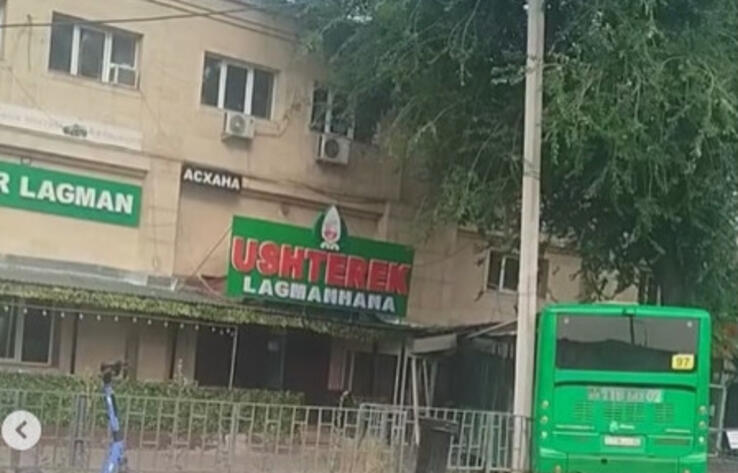 R LAGMAN
АСХАНА
USHTEREK
LAGMANHANA
97